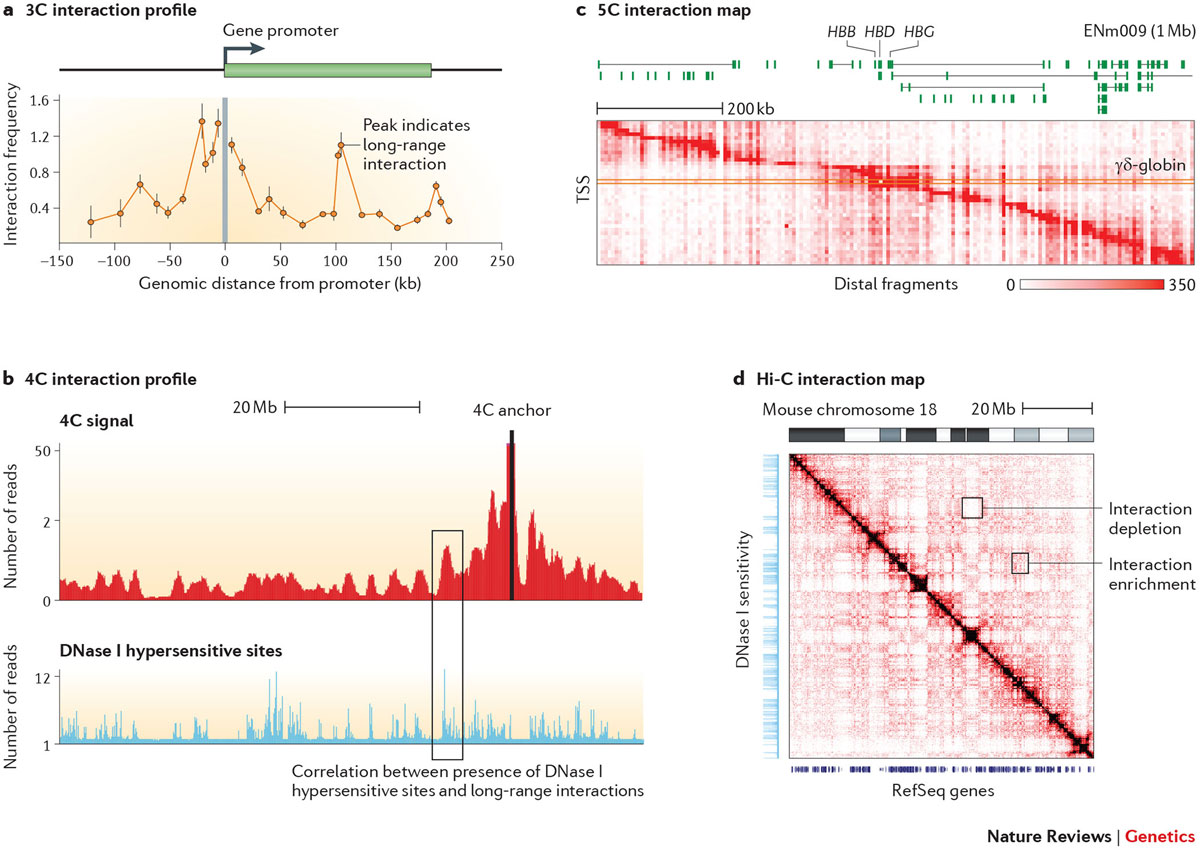 a 3C interaction profile
Gene promoter
Interaction frequency
1.6
1.2
0.8
0.4
Peak indicates
long-range
interaction
−150 −100 −50 0 50 100 150 200 250
Genomic distance from promoter (kb)
c 5C interaction map
HBB HBD HBG
ENm009 (1 Mb)
200 kb
TSS
γδ-globin
Distal fragments
0 350
b 4C interaction profile
4C signal
20 Mb
4C anchor
Number of reads
50
2
0
DNase I hypersensitive sites
Number of reads
12
1
Correlation between presence of DNase I
hypersensitive sites and long-range interactions
d Hi-C interaction map
Mouse chromosome 18
20 Mb
DNase I sensitivity
Interaction
depletion
Interaction
enrichment
RefSeq genes
Nature Reviews | Genetics